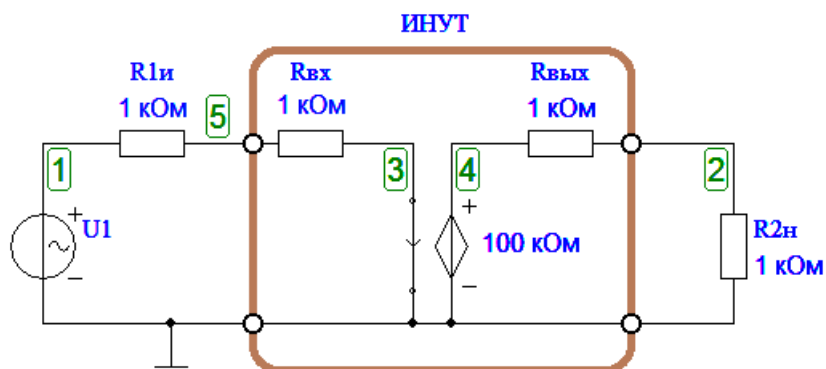 ИНУТ
R1и
1 кОм
5
Rвх
1 кОм
Rвых
1 кОм
1
3
4
2
+
U1
−
+
100 кОм
−
R2н
1 кОм